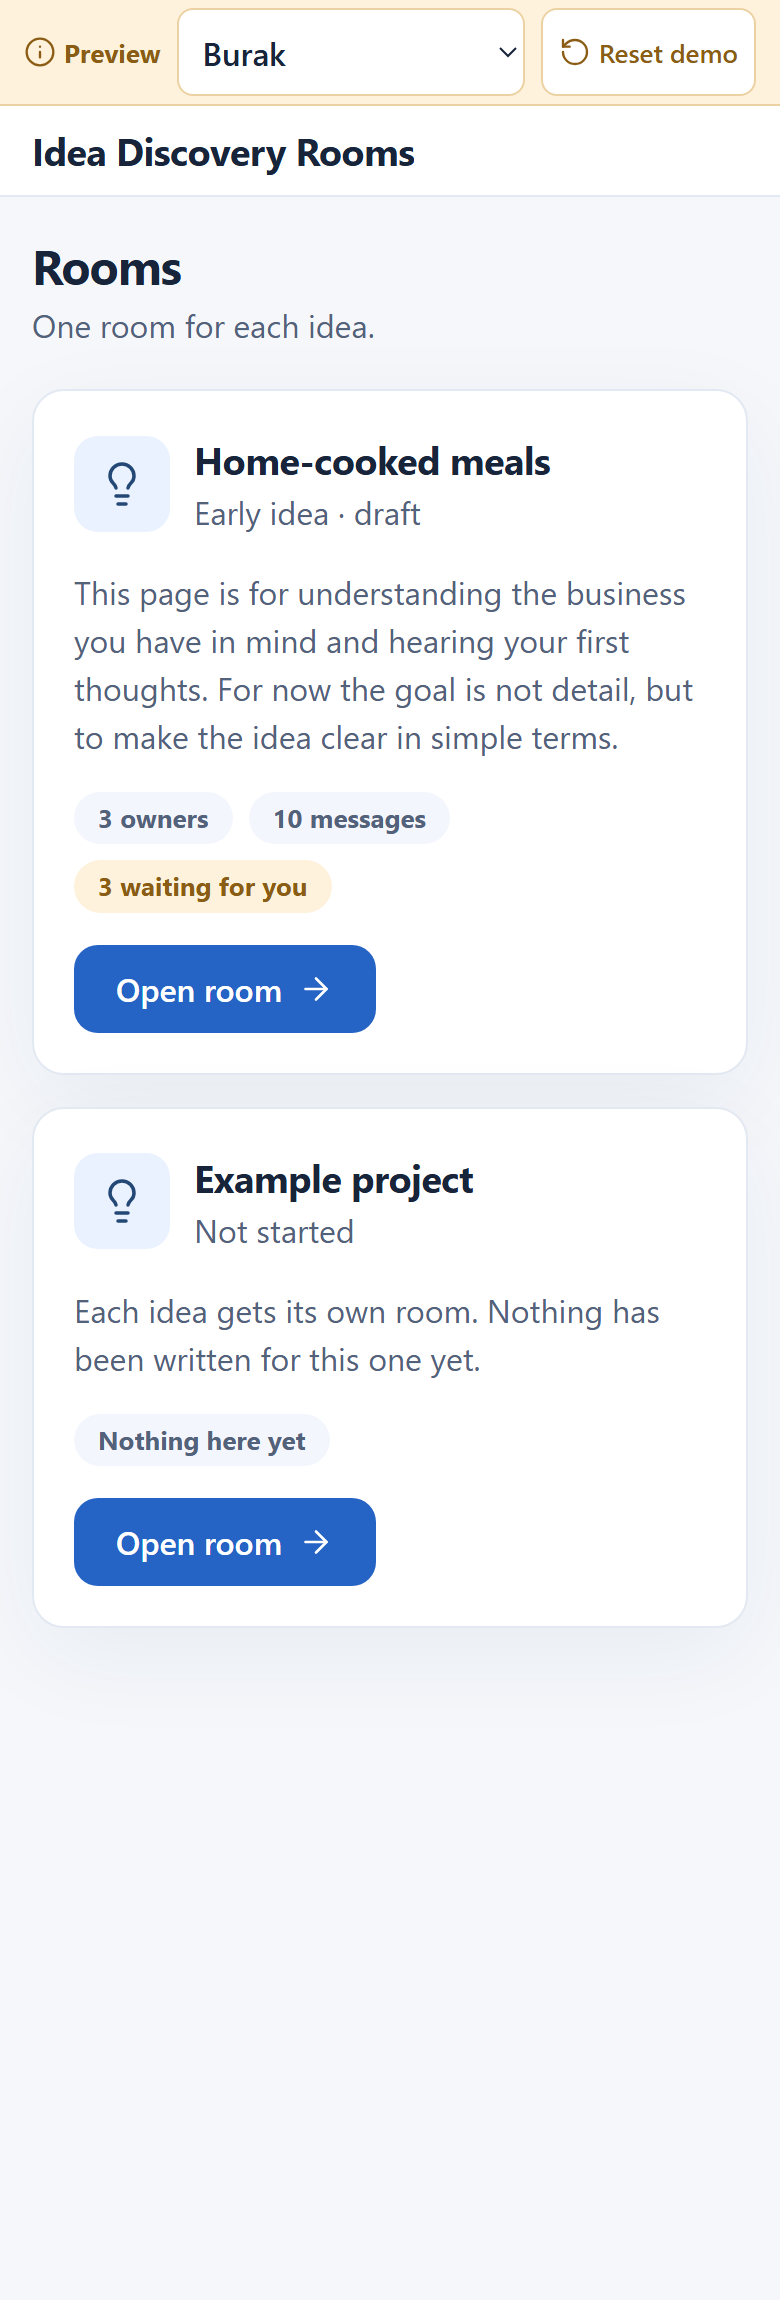 Preview
Burak
Reset demo
Idea Discovery Rooms
Rooms
One room for each idea.
Home-cooked meals
Early idea · draft
This page is for understanding the business
you have in mind and hearing your first
thoughts. For now the goal is not detail, but
to make the idea clear in simple terms.
3 owners
10 messages
3 waiting for you
Open room
Example project
Not started
Each idea gets its own room. Nothing has
been written for this one yet.
Nothing here yet
Open room